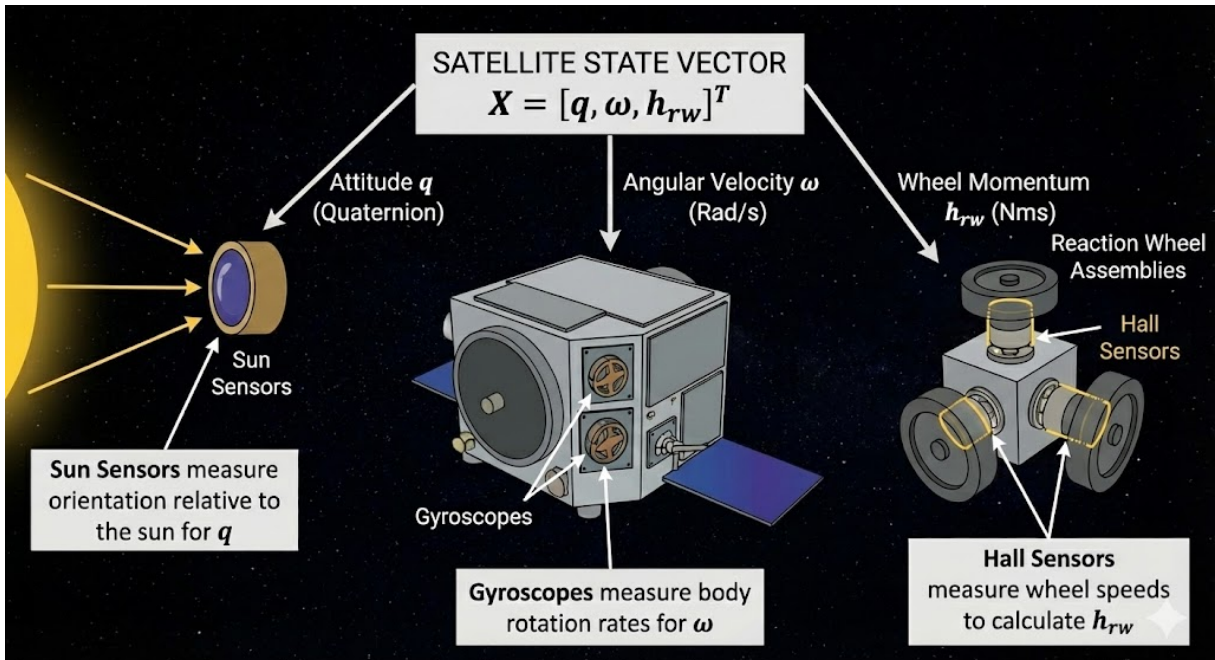 SATELLITE STATE VECTOR
X = [q, ω, h_rw]^T
Attitude q
(Quaternion)
Angular Velocity ω
(Rad/s)
Wheel Momentum
h_rw (Nms)
Reaction Wheel
Assemblies
Hall
Sensors
Sun
Sensors
Gyroscopes
Sun Sensors measure
orientation relative to
the sun for q
Gyroscopes measure body
rotation rates for ω
Hall Sensors
measure wheel speeds
to calculate h_rw